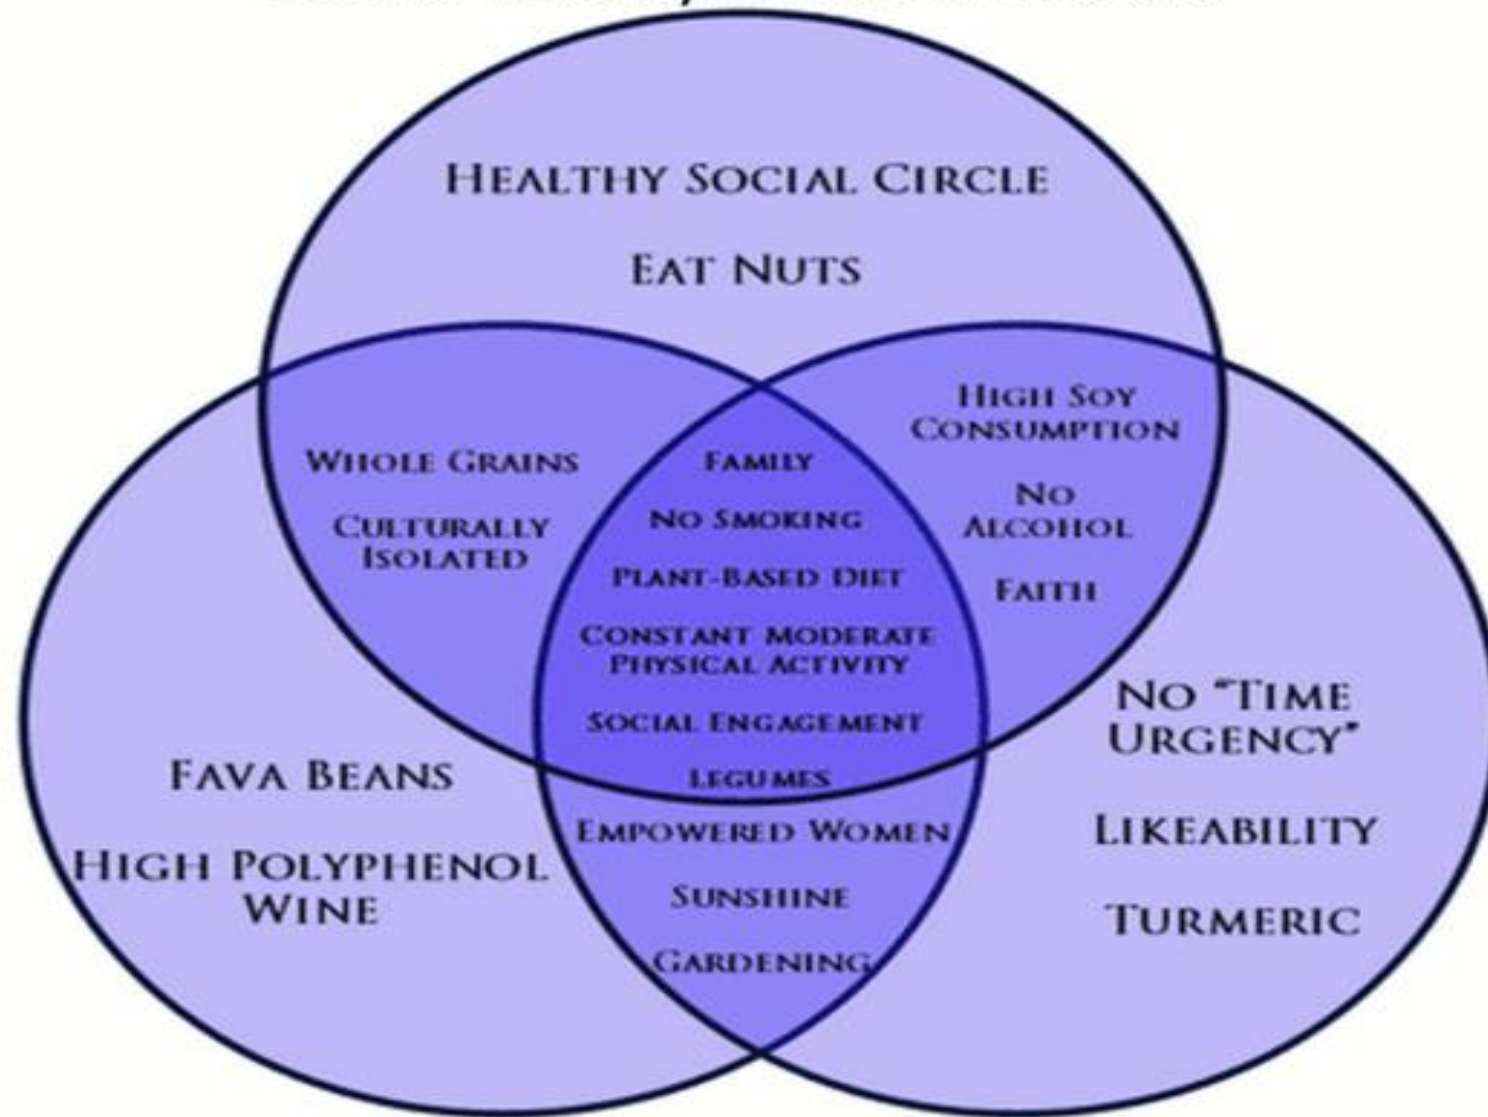 HEALTHY SOCIAL CIRCLE
EAT NUTS
WHOLE GRAINS
CULTURALLY
ISOLATED
FAMILY
NO SMOKING
PLANT-BASED DIET
CONSTANT MODERATE
PHYSICAL ACTIVITY
SOCIAL ENGAGEMENT
LEGUMES
HIGH SOY
CONSUMPTION
NO
ALCOHOL
FAITH
FAVA BEANS
HIGH POLYPHENOL
WINE
EMPOWERED WOMEN
SUNSHINE
GARDENING
NO "TIME
URGENCY"
LIKEABILITY
TURMERIC